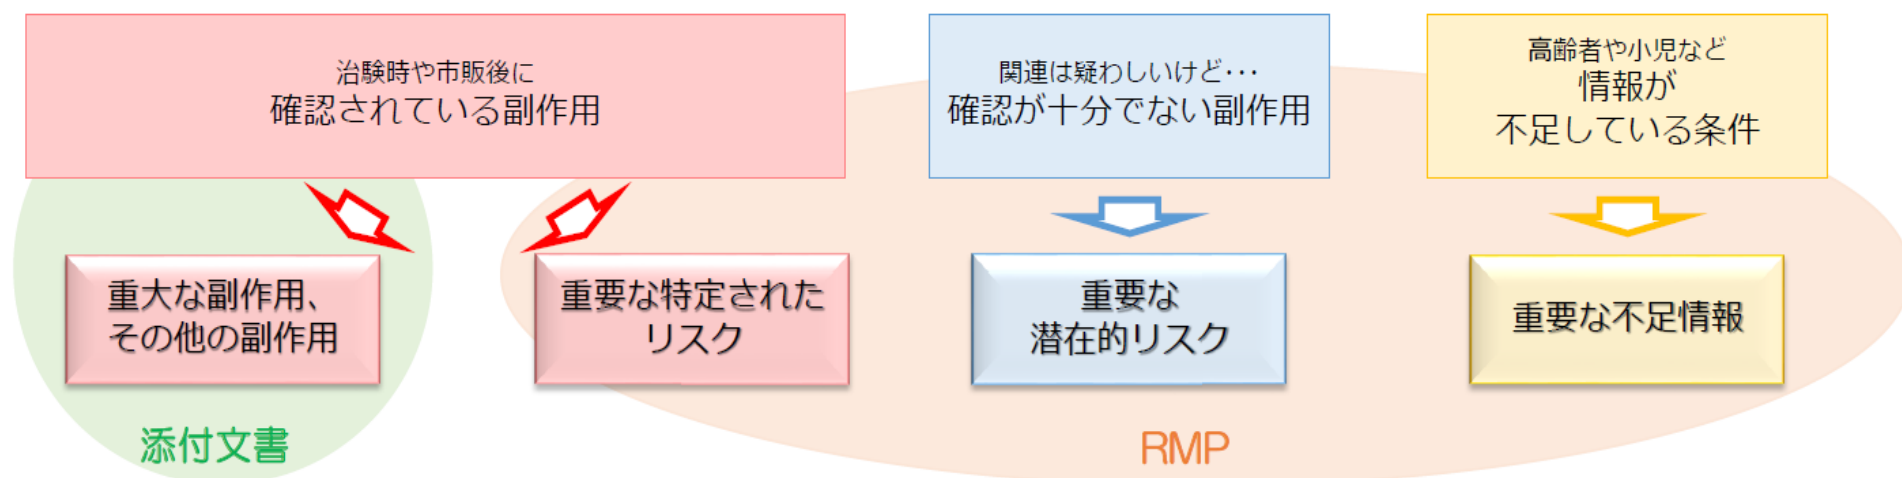 治験時や市販後に
確認されている副作用
関連は疑わしいけど･･･
確認が十分でない副作用
高齢者や小児など
情報が
不足している条件
重大な副作用、
その他の副作用
重要な特定された
リスク
重要な
潜在的リスク
重要な不足情報
添付文書
RMP